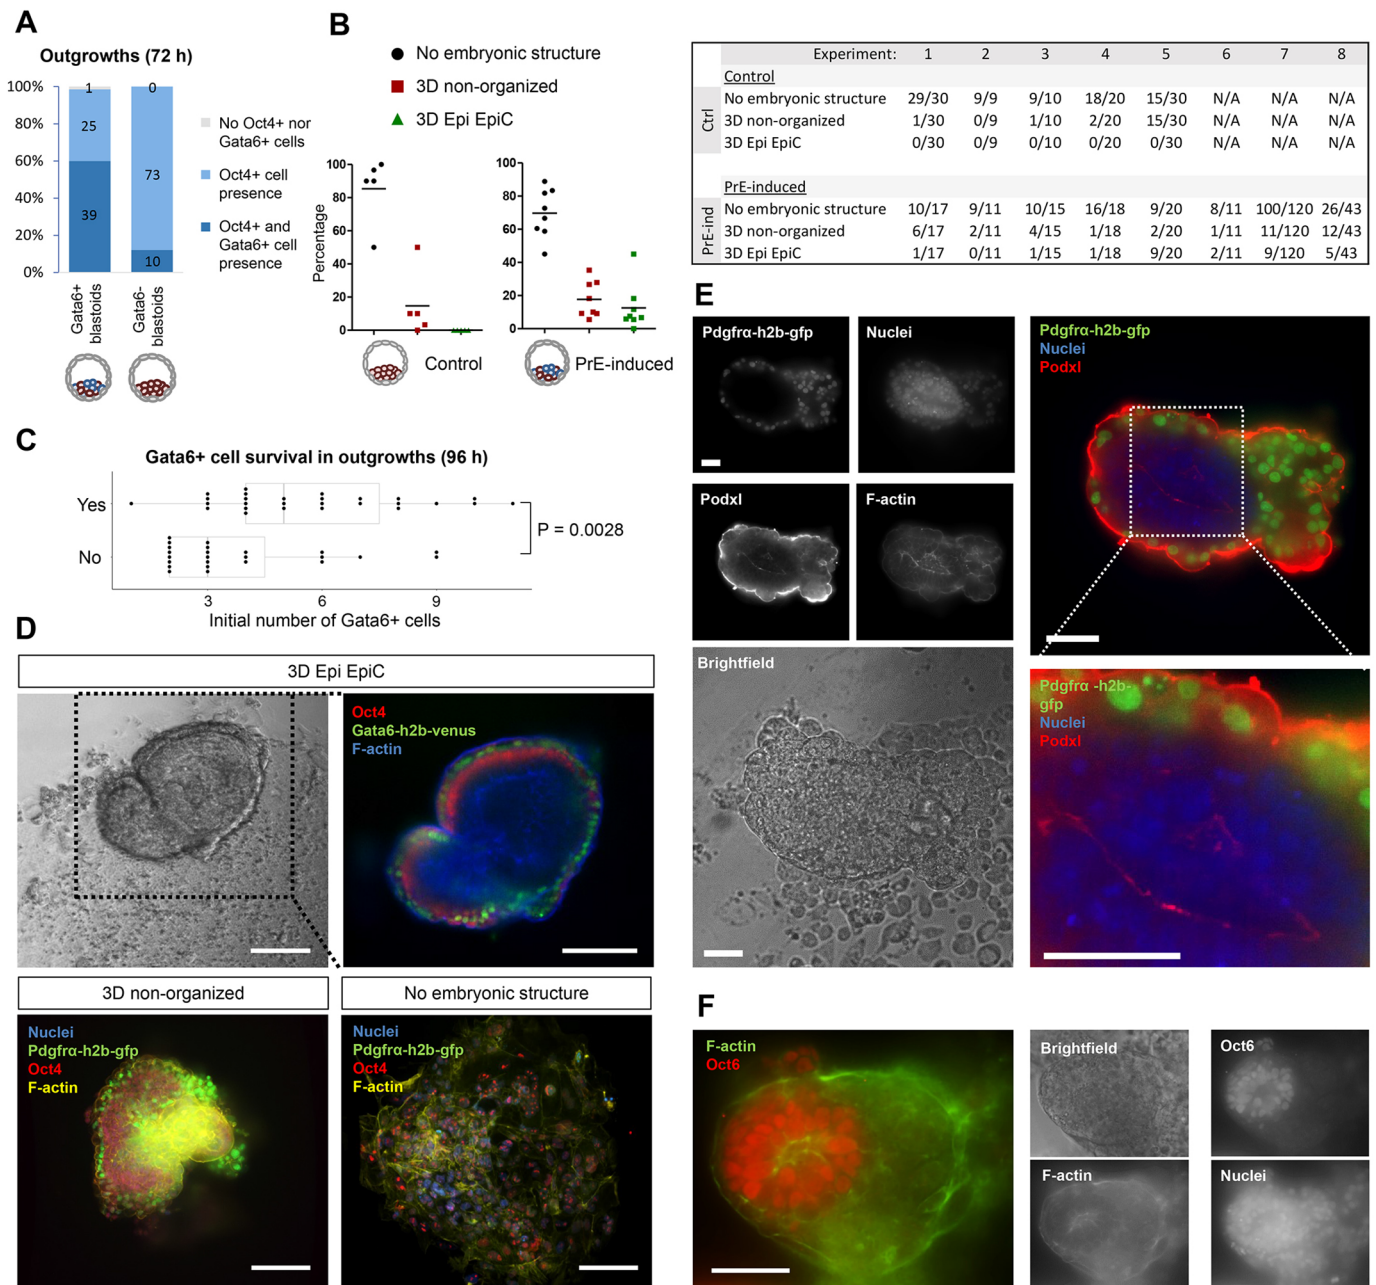 A
Outgrowths (72 h)
100%
80%
60%
40%
20%
0%
1
25
39
0
73
10
No Oct4+ nor
Gata6+ cells
Oct4+ cell
presence
Oct4+ and
Gata6+ cell
presence
Gata6+
blastoids
Gata6-
blastoids
B
No embryonic structure
3D non-organized
3D Epi EpiC
Percentage
100
80
60
40
20
0
Control
100
80
60
40
20
0
PrE-induced
Experiment: 1 2 3 4 5 6 7 8
Ctrl
Control
No embryonic structure 29/30 9/9 9/10 18/20 15/30 N/A N/A N/A
3D non-organized 1/30 0/9 1/10 2/20 15/30 N/A N/A N/A
3D Epi EpiC 0/30 0/9 0/10 0/20 0/30 N/A N/A N/A
PrE-ind
PrE-induced
No embryonic structure 10/17 9/11 10/15 16/18 9/20 8/11 100/120 26/43
3D non-organized 6/17 2/11 4/15 1/18 2/20 1/11 11/120 12/43
3D Epi EpiC 1/17 0/11 1/15 1/18 9/20 2/11 9/120 5/43
C
Gata6+ cell survival in outgrowths (96 h)
Yes
No
P = 0.0028
3 6 9
Initial number of Gata6+ cells
D
3D Epi EpiC
Oct4
Gata6-h2b-venus
F-actin
3D non-organized
Nuclei
Pdgfrα-h2b-gfp
Oct4
F-actin
No embryonic structure
Nuclei
Pdgfrα-h2b-gfp
Oct4
F-actin
E
Pdgfrα-h2b-gfp
Nuclei
Podxl
F-actin
Brightfield
Pdgfrα-h2b-gfp
Nuclei
Podxl
Pdgfrα -h2b-
gfp
Nuclei
Podxl
F
F-actin
Oct6
Brightfield
Oct6
F-actin
Nuclei